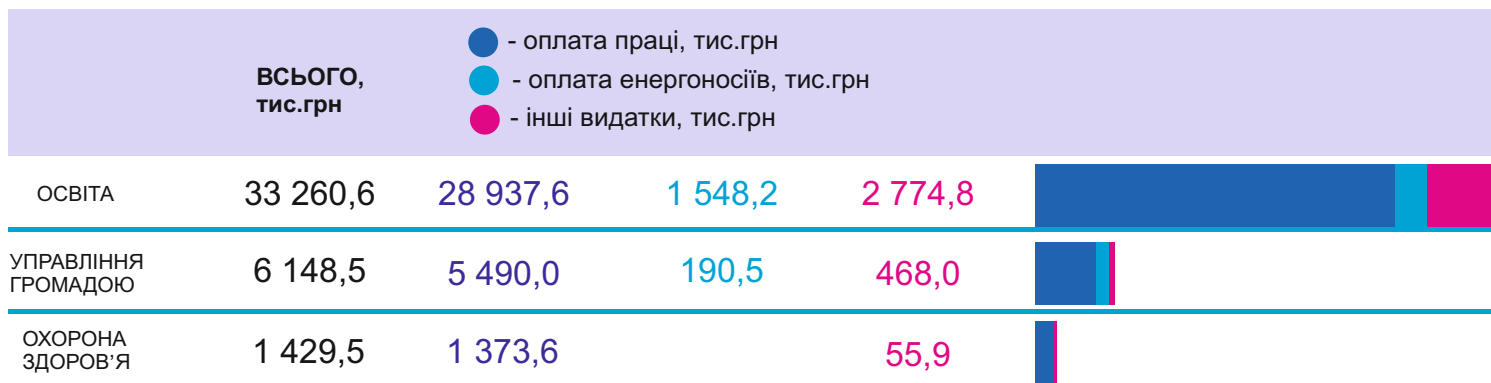 ВСЬОГО,
тис.грн
- оплата праці, тис.грн
- оплата енергоносіїв, тис.грн
- інші видатки, тис.грн
ОСВІТА 33 260,6 28 937,6 1 548,2 2 774,8
УПРАВЛІННЯ
ГРОМАДОЮ 6 148,5 5 490,0 190,5 468,0
ОХОРОНА
ЗДОРОВ’Я 1 429,5 1 373,6 55,9